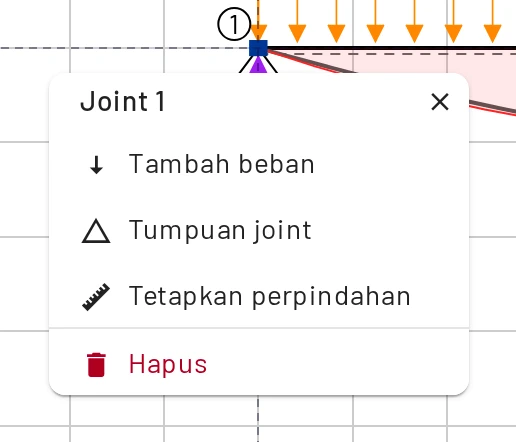 1
Joint 1
Tambah beban
Tumpuan joint
Tetapkan perpindahan
Hapus